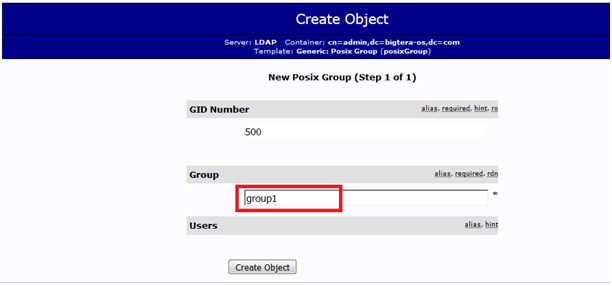 Create Object
Server: LDAP Container: cn=admin,dc=bigtera-os,dc=com
Template: Generic: Posix Group (posixGroup)
New Posix Group (Step 1 of 1)
GID Number alias, required, hint, ro
500
Group alias, required, rdn
group1 *
Users alias, hint
Create Object